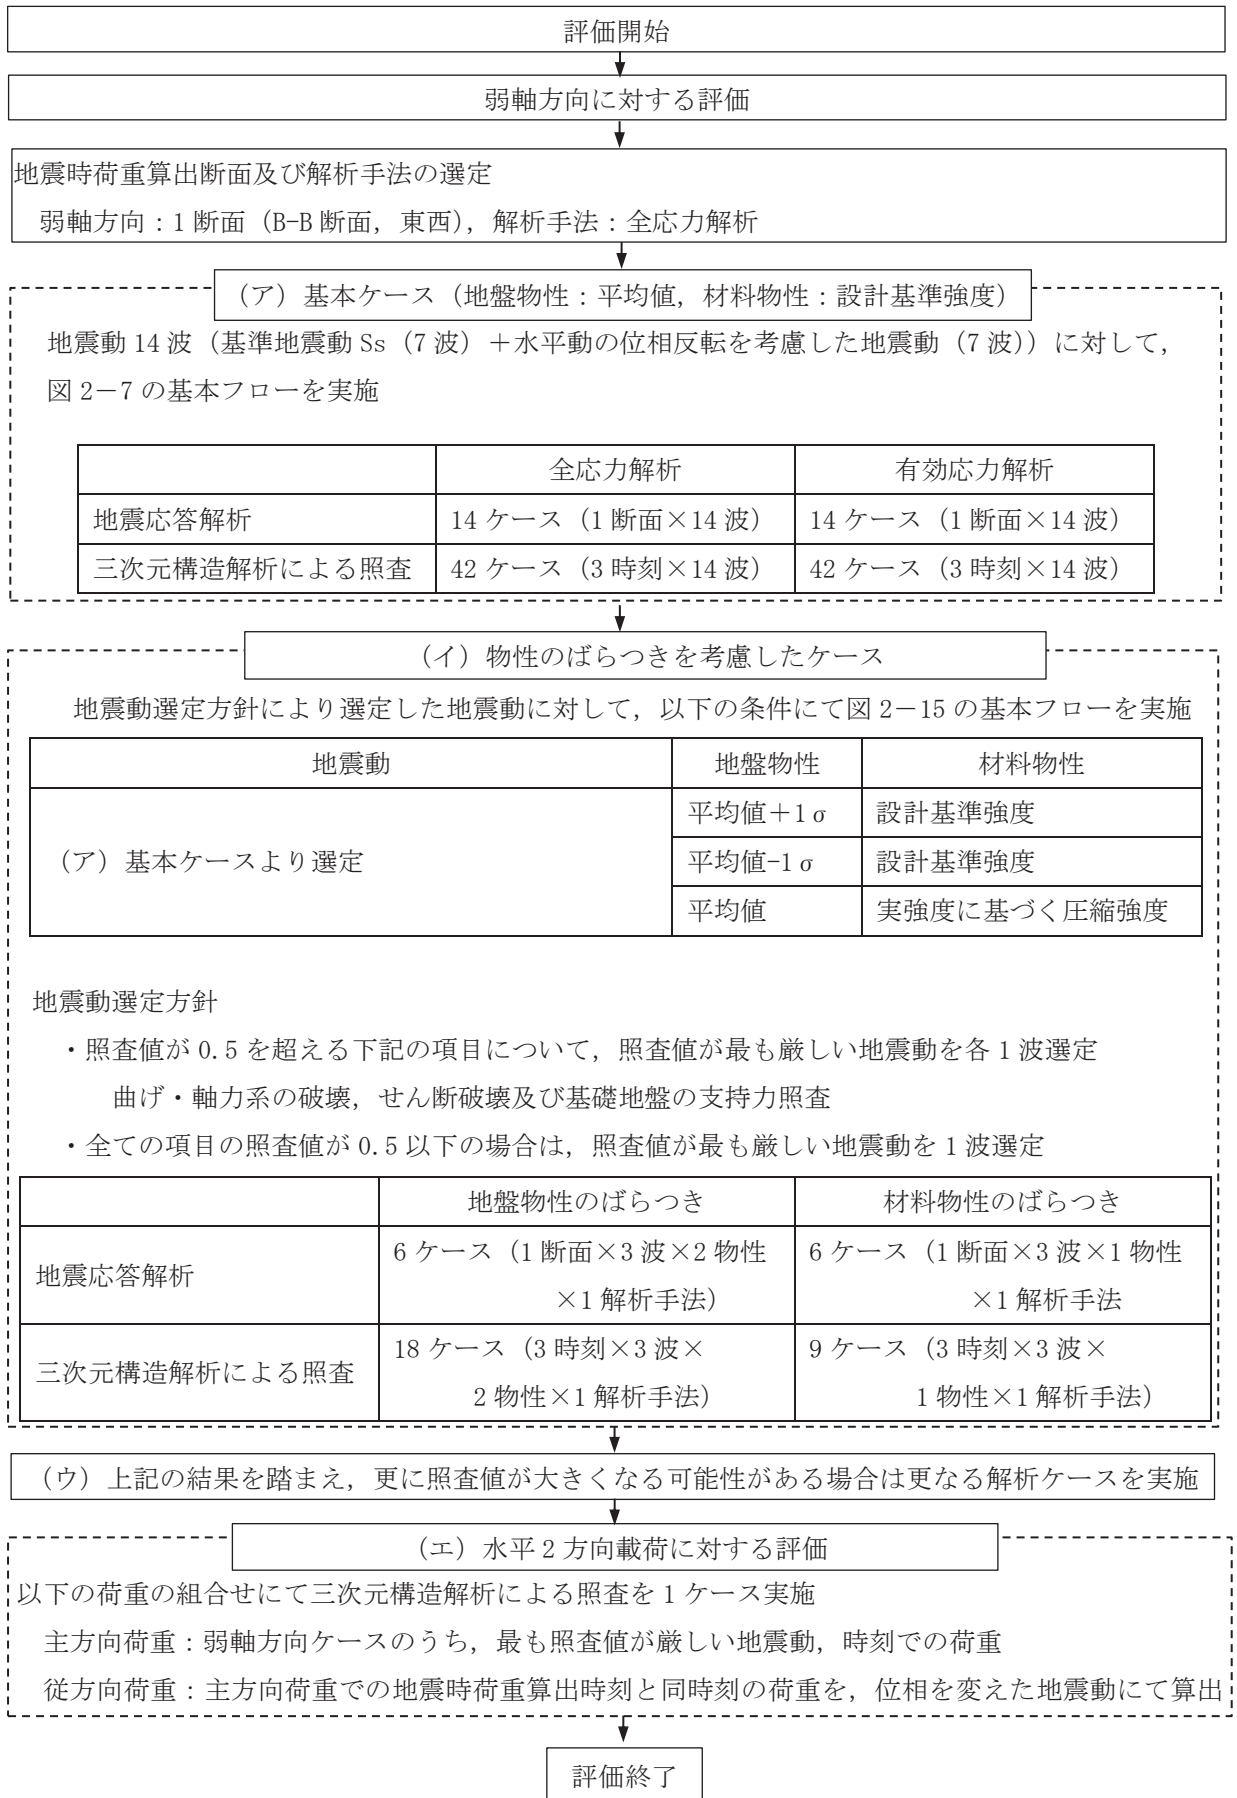 評価開始
弱軸方向に対する評価
地震時荷重算出断面及び解析手法の選定
弱軸方向：1断面（B-B断面，東西），解析手法：全応力解析
（ア）基本ケース（地盤物性：平均値，材料物性：設計基準強度）
地震動14波（基準地震動Ss（7波）＋水平動の位相反転を考慮した地震動（7波））に対して，
図2－7の基本フローを実施
全応力解析 有効応力解析
地震応答解析 14ケース（1断面×14波） 14ケース（1断面×14波）
三次元構造解析による照査 42ケース（3時刻×14波） 42ケース（3時刻×14波）
（イ）物性のばらつきを考慮したケース
地震動選定方針により選定した地震動に対して，以下の条件にて図2－15の基本フローを実施
地震動 地盤物性 材料物性
（ア）基本ケースより選定
平均値＋1σ 設計基準強度
平均値-1σ 設計基準強度
平均値 実強度に基づく圧縮強度
地震動選定方針
・照査値が0.5を超える下記の項目について，照査値が最も厳しい地震動を各1波選定
曲げ・軸力系の破壊，せん断破壊及び基礎地盤の支持力照査
・全ての項目の照査値が0.5以下の場合は，照査値が最も厳しい地震動を1波選定
地盤物性のばらつき 材料物性のばらつき
地震応答解析
6ケース（1断面×3波×2物性
×1解析手法）
6ケース（1断面×3波×1物性
×1解析手法
三次元構造解析による照査
18ケース（3時刻×3波×
2物性×1解析手法）
9ケース（3時刻×3波×
1物性×1解析手法）
（ウ）上記の結果を踏まえ，更に照査値が大きくなる可能性がある場合は更なる解析ケースを実施
（エ）水平2方向載荷に対する評価
以下の荷重の組合せにて三次元構造解析による照査を1ケース実施
主方向荷重：弱軸方向ケースのうち，最も照査値が厳しい地震動，時刻での荷重
従方向荷重：主方向荷重での地震時荷重算出時刻と同時刻の荷重を，位相を変えた地震動にて算出
評価終了